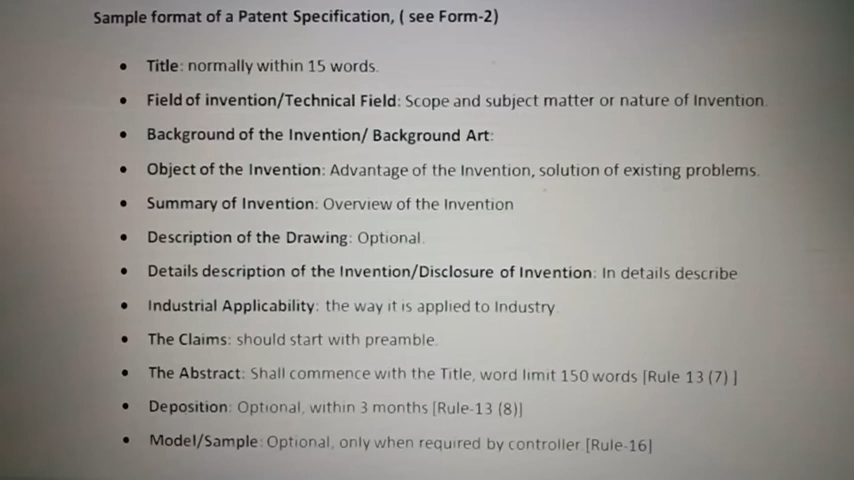 Sample format of a Patent Specification, ( see Form-2)
• Title: normally within 15 words.
• Field of invention/Technical Field: Scope and subject matter or nature of Invention.
• Background of the Invention/ Background Art:
• Object of the Invention: Advantage of the Invention, solution of existing problems.
• Summary of Invention: Overview of the Invention
• Description of the Drawing: Optional.
• Details description of the Invention/Disclosure of Invention: In details describe
• Industrial Applicability: the way it is applied to Industry.
• The Claims: should start with preamble.
• The Abstract: Shall commence with the Title, word limit 150 words [Rule 13 (7) ]
• Deposition: Optional, within 3 months [Rule-13 (8)]
• Model/Sample: Optional, only when required by controller [Rule-16]